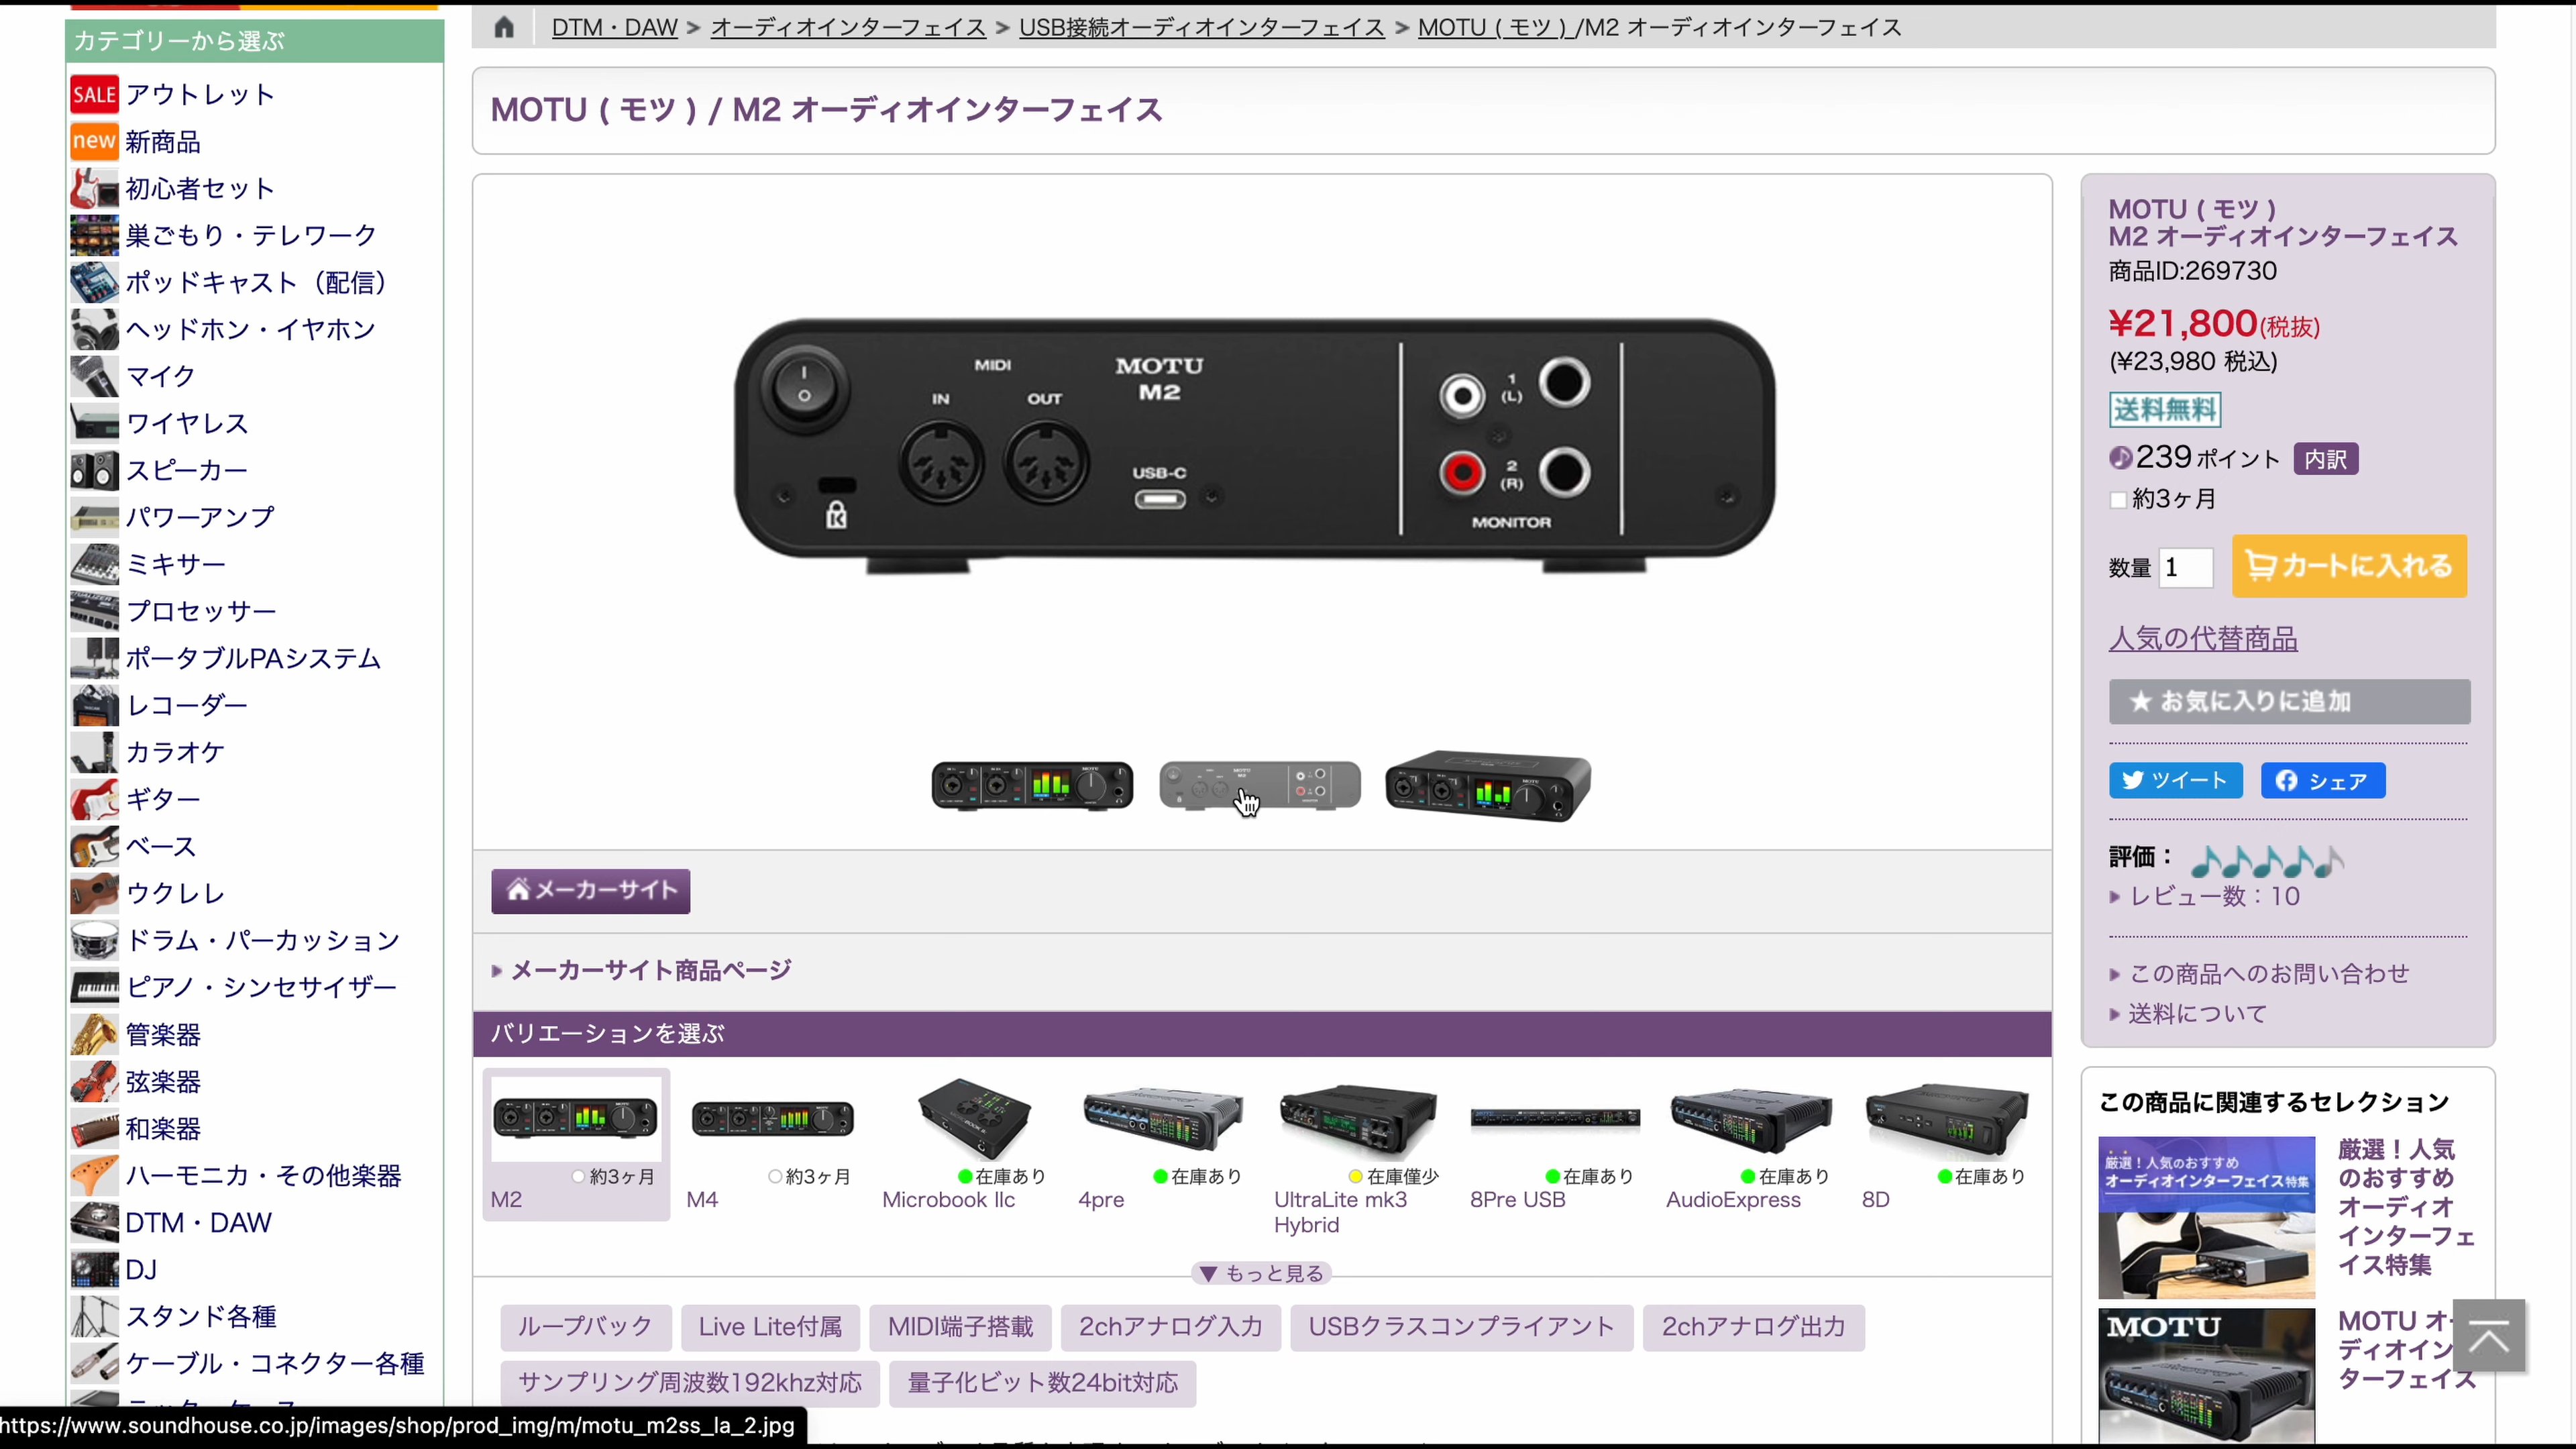 カテゴリーから選ぶ
SALE アウトレット
new 新商品
初心者セット
巣ごもり・テレワーク
ポッドキャスト（配信）
ヘッドホン・イヤホン
マイク
ワイヤレス
スピーカー
パワーアンプ
ミキサー
プロセッサー
ポータブルPAシステム
レコーダー
カラオケ
ギター
ベース
ウクレレ
ドラム・パーカッション
ピアノ・シンセサイザー
管楽器
弦楽器
和楽器
ハーモニカ・その他楽器
DTM・DAW
DJ
スタンド各種
ケーブル・コネクター各種
https://www.soundhouse.co.jp/images/shop/prod_img/m/motu_m2ss_la_2.jpg
DTM・DAW > オーディオインターフェイス > USB接続オーディオインターフェイス > MOTU ( モツ ) /M2 オーディオインターフェイス
MOTU ( モツ ) / M2 オーディオインターフェイス
MIDI
IN OUT
MOTU
M2
USB-C
1
(L)
2
(R)
MONITOR
メーカーサイト
メーカーサイト商品ページ
バリエーションを選ぶ
約3ヶ月 約3ヶ月 在庫あり 在庫あり 在庫僅少 在庫あり 在庫あり 在庫あり
M2 M4 Microbook IIc 4pre UltraLite mk3 Hybrid 8Pre USB AudioExpress 8D
▼ もっと見る
ループバック Live Lite付属 MIDI端子搭載 2chアナログ入力 USBクラスコンプライアント 2chアナログ出力
サンプリング周波数192khz対応 量子化ビット数24bit対応
MOTU ( モツ )
M2 オーディオインターフェイス
商品ID:269730
¥21,800(税抜)
(¥23,980 税込)
送料無料
239ポイント 内訳
約3ヶ月
数量 1 カートに入れる
人気の代替商品
★ お気に入りに追加
ツイート シェア
評価：
レビュー数：10
この商品へのお問い合わせ
送料について
この商品に関連するセレクション
厳選！人気のおすすめ
オーディオインターフェイス特集
厳選！人気
のおすすめ
オーディオ
インターフェ
イス特集
MOTU
MOTU オー
ディオイン
ターフェイス